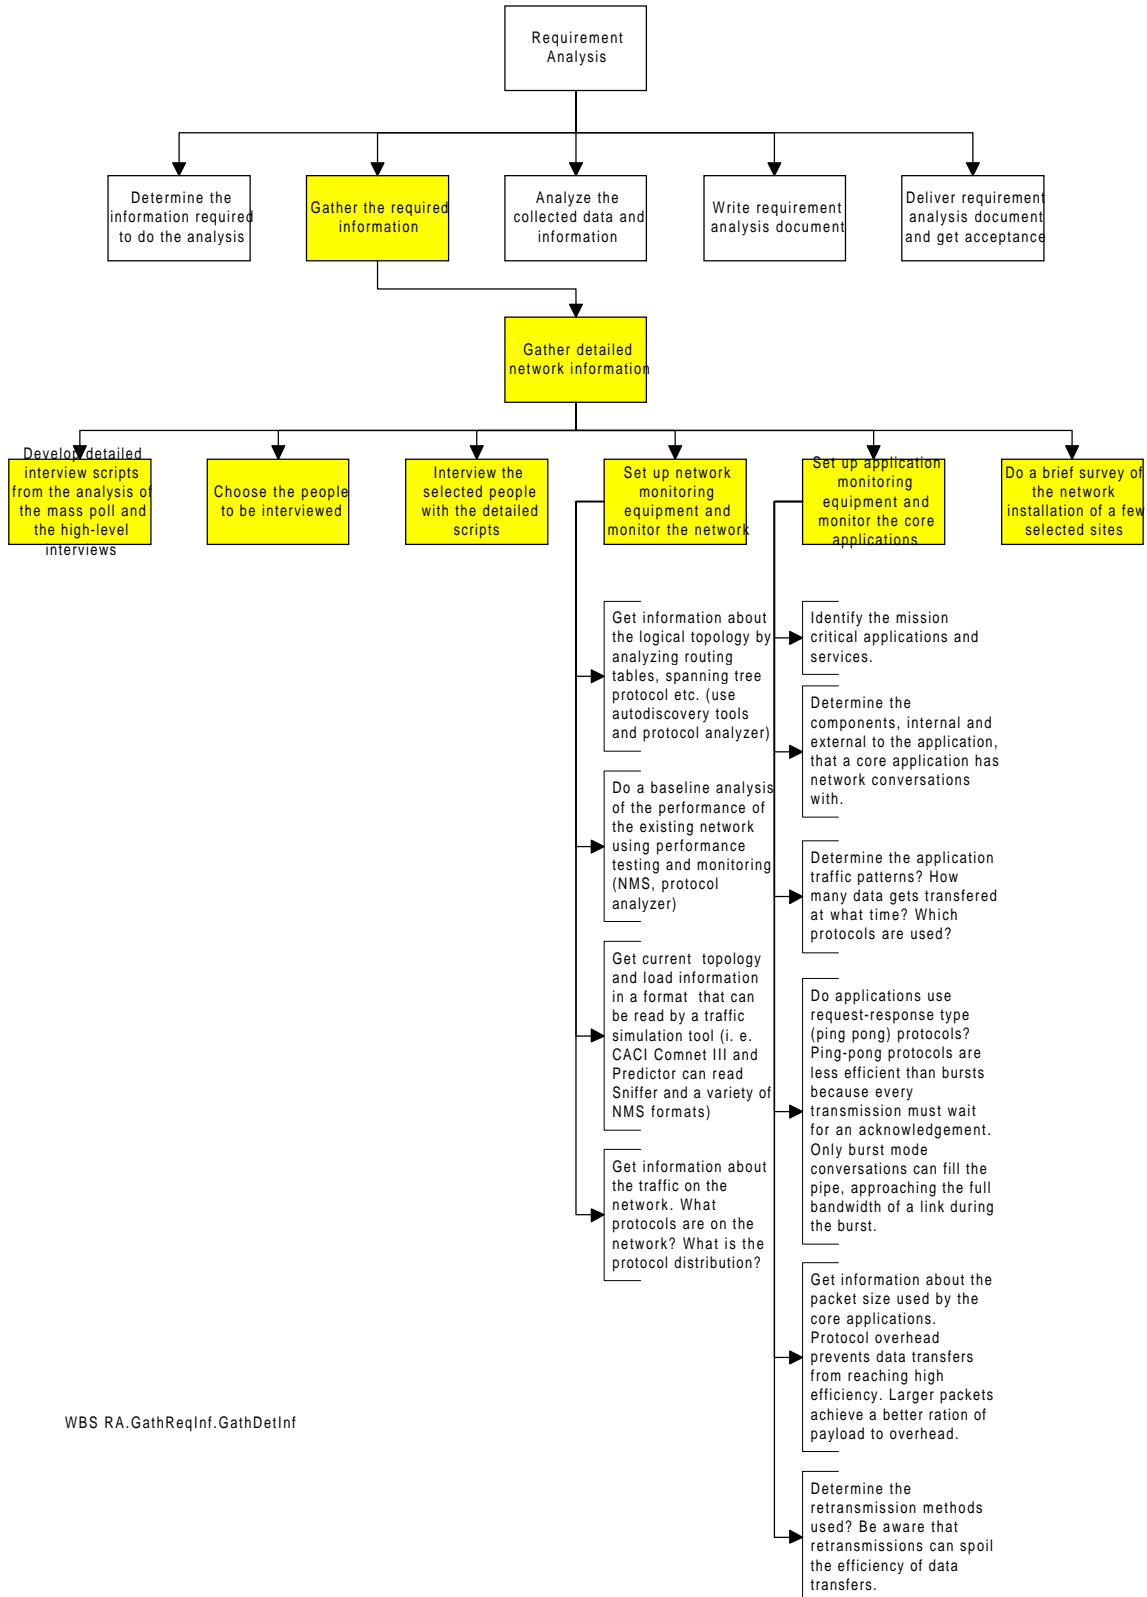 Requirement
Analysis
Determine the
information required
to do the analysis
Gather the required
information
Analyze the
collected data and
information
Write requirement
analysis document
Deliver requirement
analysis document
and get acceptance
Gather detailed
network information
Develop detailed
interview scripts
from the analysis of
the mass poll and
the high-level
interviews
Choose the people
to be interviewed
Interview the
selected people
with the detailed
scripts
Set up network
monitoring
equipment and
monitor the network
Set up application
monitoring
equipment and
monitor the core
applications
Do a brief survey of
the network
installation of a few
selected sites
Get information about
the logical topology by
analyzing routing
tables, spanning tree
protocol etc. (use
autodiscovery tools
and protocol analyzer)
Do a baseline analysis
of the performance of
the existing network
using performance
testing and monitoring
(NMS, protocol
analyzer)
Get current topology
and load information
in a format that can
be read by a traffic
simulation tool (i. e.
CACI Comnet III and
Predictor can read
Sniffer and a variety of
NMS formats)
Get information about
the traffic on the
network. What
protocols are on the
network? What is the
protocol distribution?
Identify the mission
critical applications and
services.
Determine the
components, internal and
external to the application,
that a core application has
network conversations
with.
Determine the application
traffic patterns? How
many data gets transfered
at what time? Which
protocols are used?
Do applications use
request-response type
(ping pong) protocols?
Ping-pong protocols are
less efficient than bursts
because every
transmission must wait
for an acknowledgement.
Only burst mode
conversations can fill the
pipe, approaching the full
bandwidth of a link during
the burst.
Get information about the
packet size used by the
core applications.
Protocol overhead
prevents data transfers
from reaching high
efficiency. Larger packets
achieve a better ration of
payload to overhead.
Determine the
retransmission methods
used? Be aware that
retransmissions can spoil
the efficiency of data
transfers.
WBS RA.GathReqInf.GathDetInf